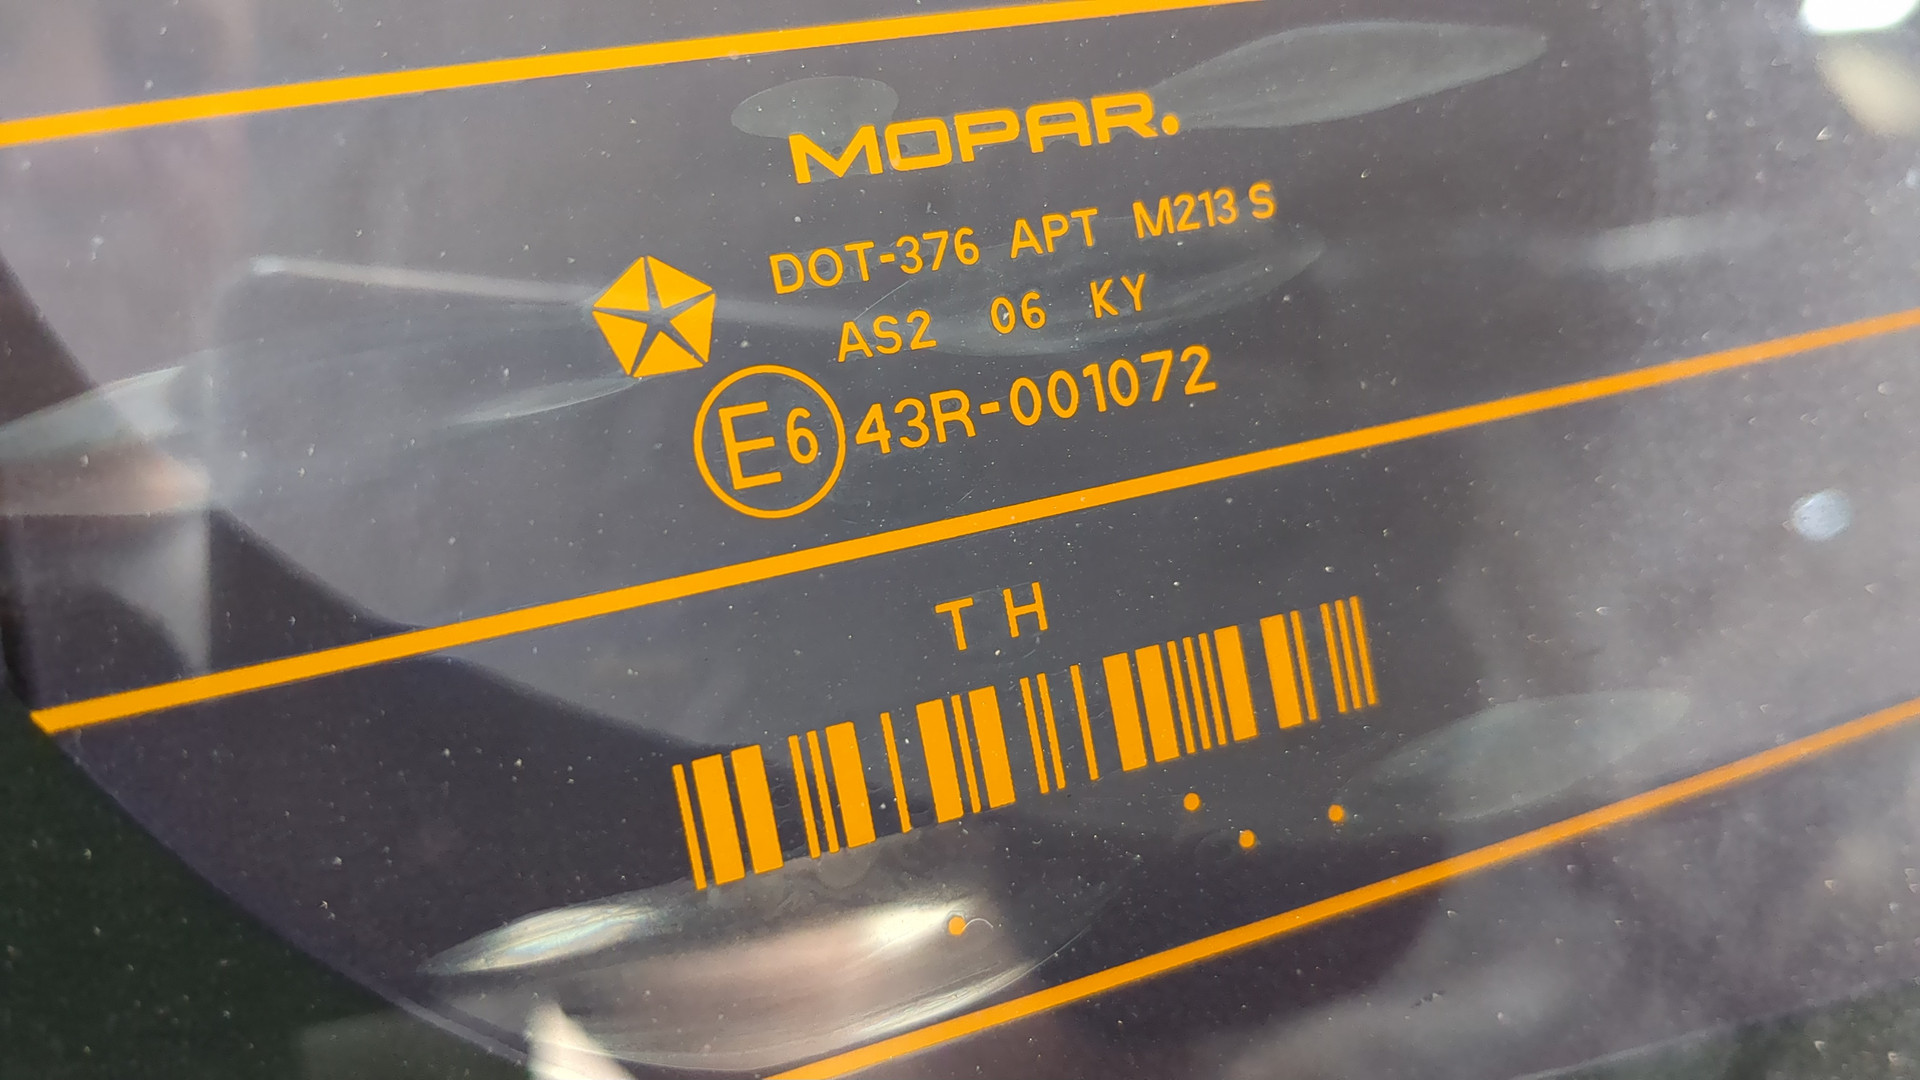 MOPAR.
DOT-376 APT M213 S
AS2 06 KY
E6 43R-001072
T H